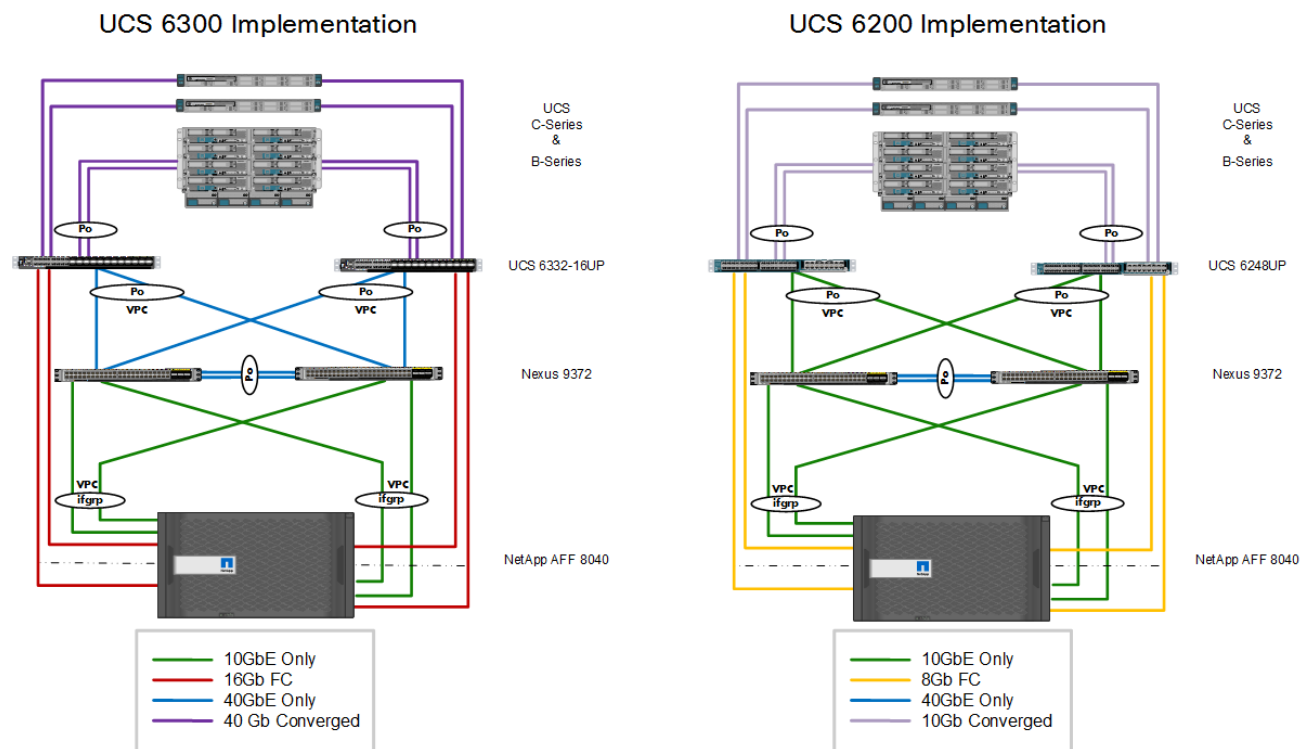 UCS 6300 Implementation
UCS
C-Series
&
B-Series
Po
Po
UCS 6332-16UP
Po
VPC
Po
VPC
Po
Nexus 9372
VPC
ifgrp
VPC
ifgrp
NetApp
NetApp AFF 8040
10GbE Only
16Gb FC
40GbE Only
40 Gb Converged
UCS 6200 Implementation
UCS
C-Series
&
B-Series
Po
Po
UCS 6248UP
Po
VPC
Po
VPC
Po
Nexus 9372
VPC
ifgrp
VPC
ifgrp
NetApp
NetApp AFF 8040
10GbE Only
8Gb FC
40GbE Only
10Gb Converged